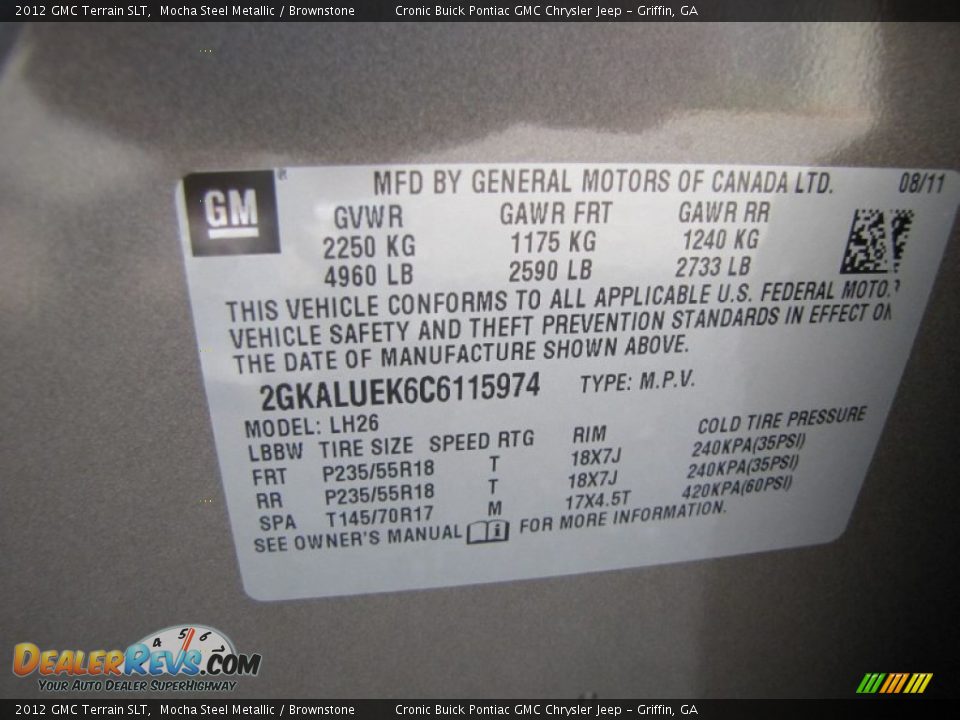 2012 GMC Terrain SLT, Mocha Steel Metallic / Brownstone Cronic Buick Pontiac GMC Chrysler Jeep - Griffin, GA
GM ®
MFD BY GENERAL MOTORS OF CANADA LTD. 08/11
GVWR GAWR FRT GAWR RR
2250 KG 1175 KG 1240 KG
4960 LB 2590 LB 2733 LB
THIS VEHICLE CONFORMS TO ALL APPLICABLE U.S. FEDERAL MOTO
VEHICLE SAFETY AND THEFT PREVENTION STANDARDS IN EFFECT ON
THE DATE OF MANUFACTURE SHOWN ABOVE.
2GKALUEK6C6115974 TYPE: M.P.V.
MODEL: LH26
LBBW TIRE SIZE SPEED RTG RIM COLD TIRE PRESSURE
FRT P235/55R18 T 18X7J 240KPA(35PSI)
RR P235/55R18 T 18X7J 240KPA(35PSI)
SPA T145/70R17 M 17X4.5T 420KPA(60PSI)
SEE OWNER'S MANUAL i FOR MORE INFORMATION.
4 5 6
DEALERREVS.COM
YOUR AUTO DEALER SUPERHIGHWAY
2012 GMC Terrain SLT, Mocha Steel Metallic / Brownstone Cronic Buick Pontiac GMC Chrysler Jeep - Griffin, GA